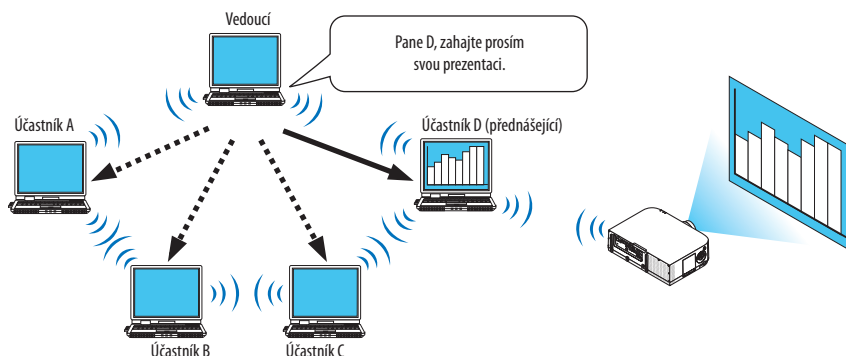 Vedoucí
Pane D, zahajte prosím
svou prezentaci.
Účastník A
Účastník D (přednášející)
Účastník B
Účastník C